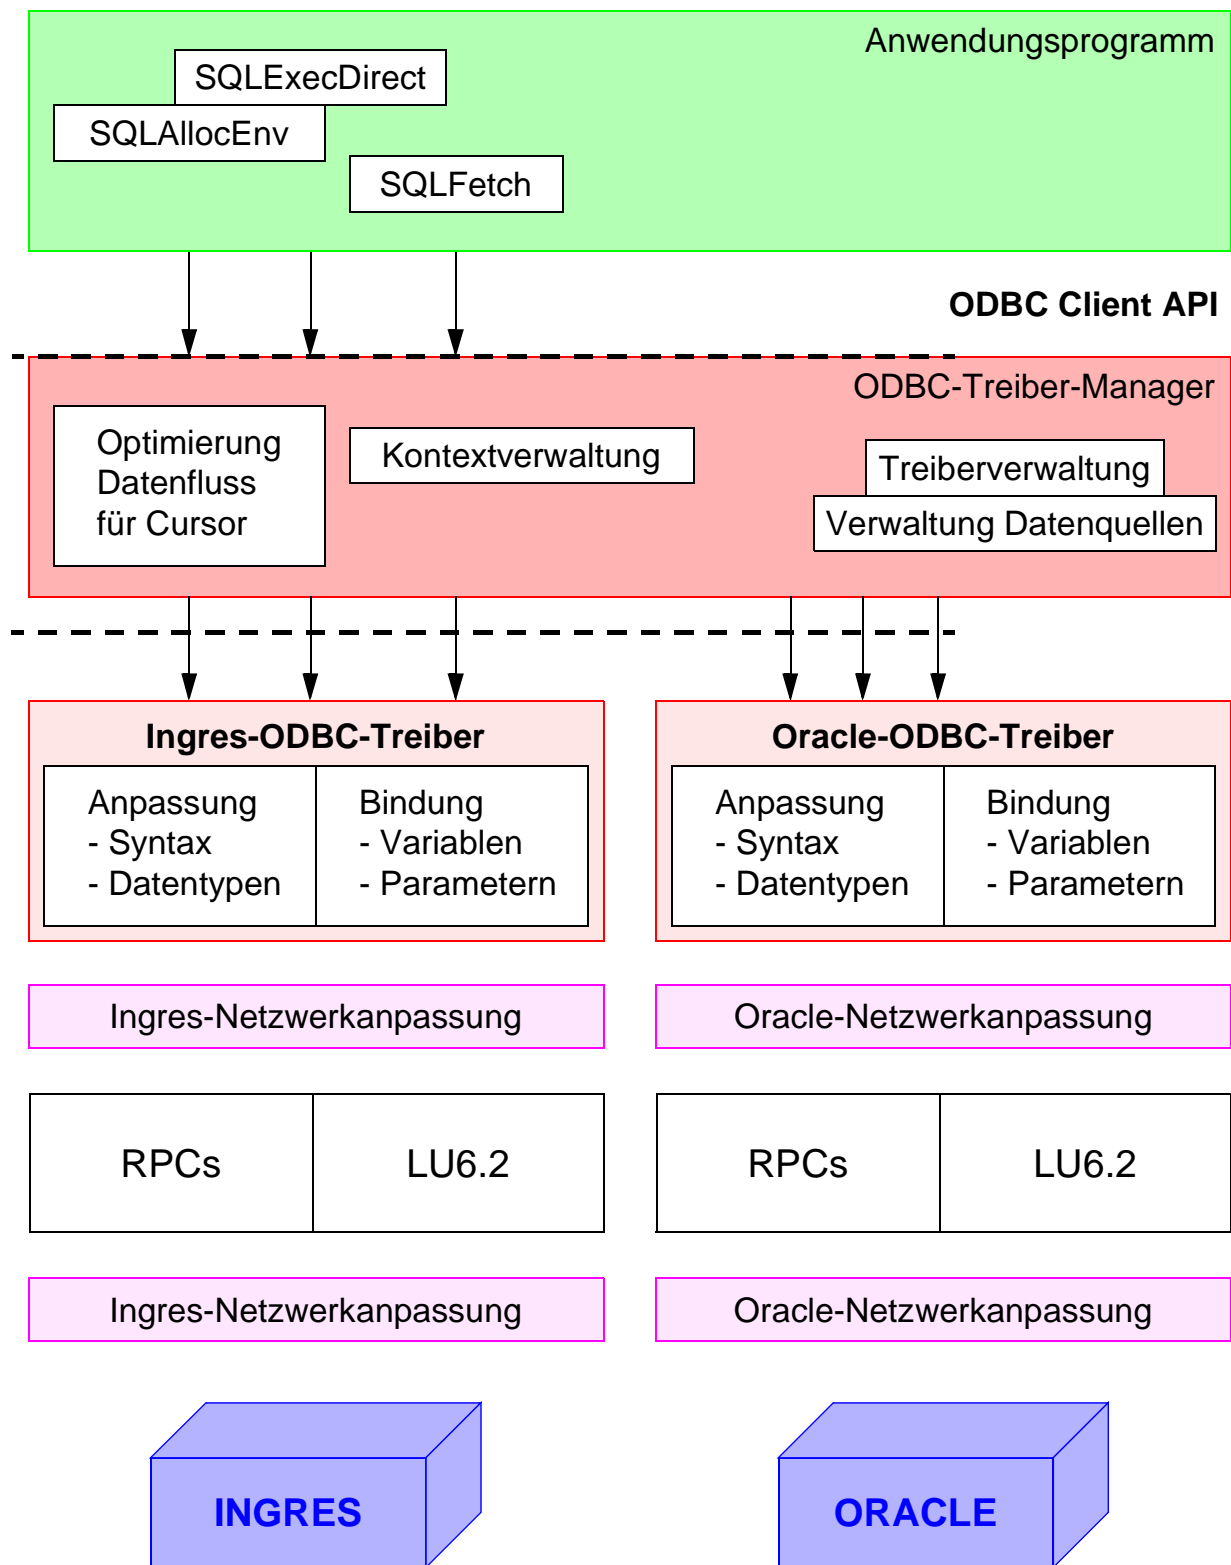 Anwendungsprogramm
SQLExecDirect
SQLAllocEnv
SQLFetch
ODBC Client API
ODBC-Treiber-Manager
Optimierung
Datenfluss
für Cursor
Kontextverwaltung
Treiberverwaltung
Verwaltung Datenquellen
Ingres-ODBC-Treiber
Anpassung
- Syntax
- Datentypen
Bindung
- Variablen
- Parametern
Oracle-ODBC-Treiber
Anpassung
- Syntax
- Datentypen
Bindung
- Variablen
- Parametern
Ingres-Netzwerkanpassung
Oracle-Netzwerkanpassung
RPCs
LU6.2
RPCs
LU6.2
Ingres-Netzwerkanpassung
Oracle-Netzwerkanpassung
INGRES
ORACLE